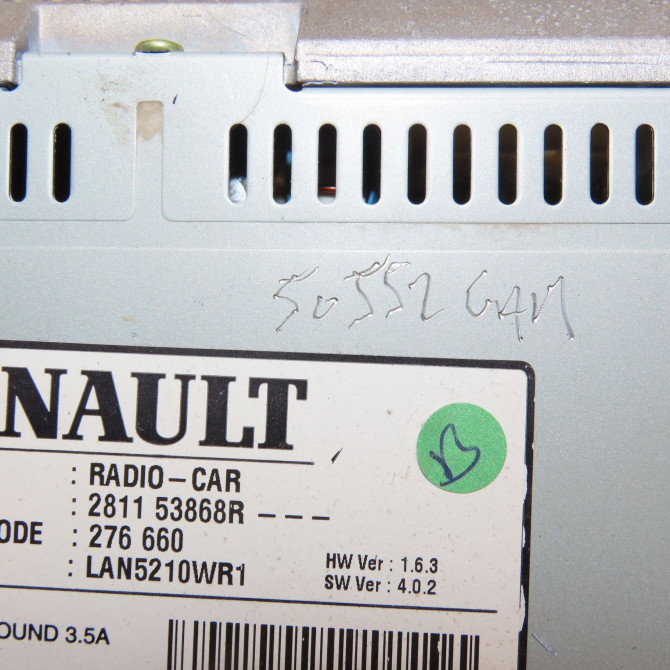 50552 GAM
NAULT
: RADIO-CAR
: 2811 53868R ---
ODE : 276 660
: LAN5210WR1
HW Ver : 1.6.3
SW Ver : 4.0.2
B
OUND 3.5A